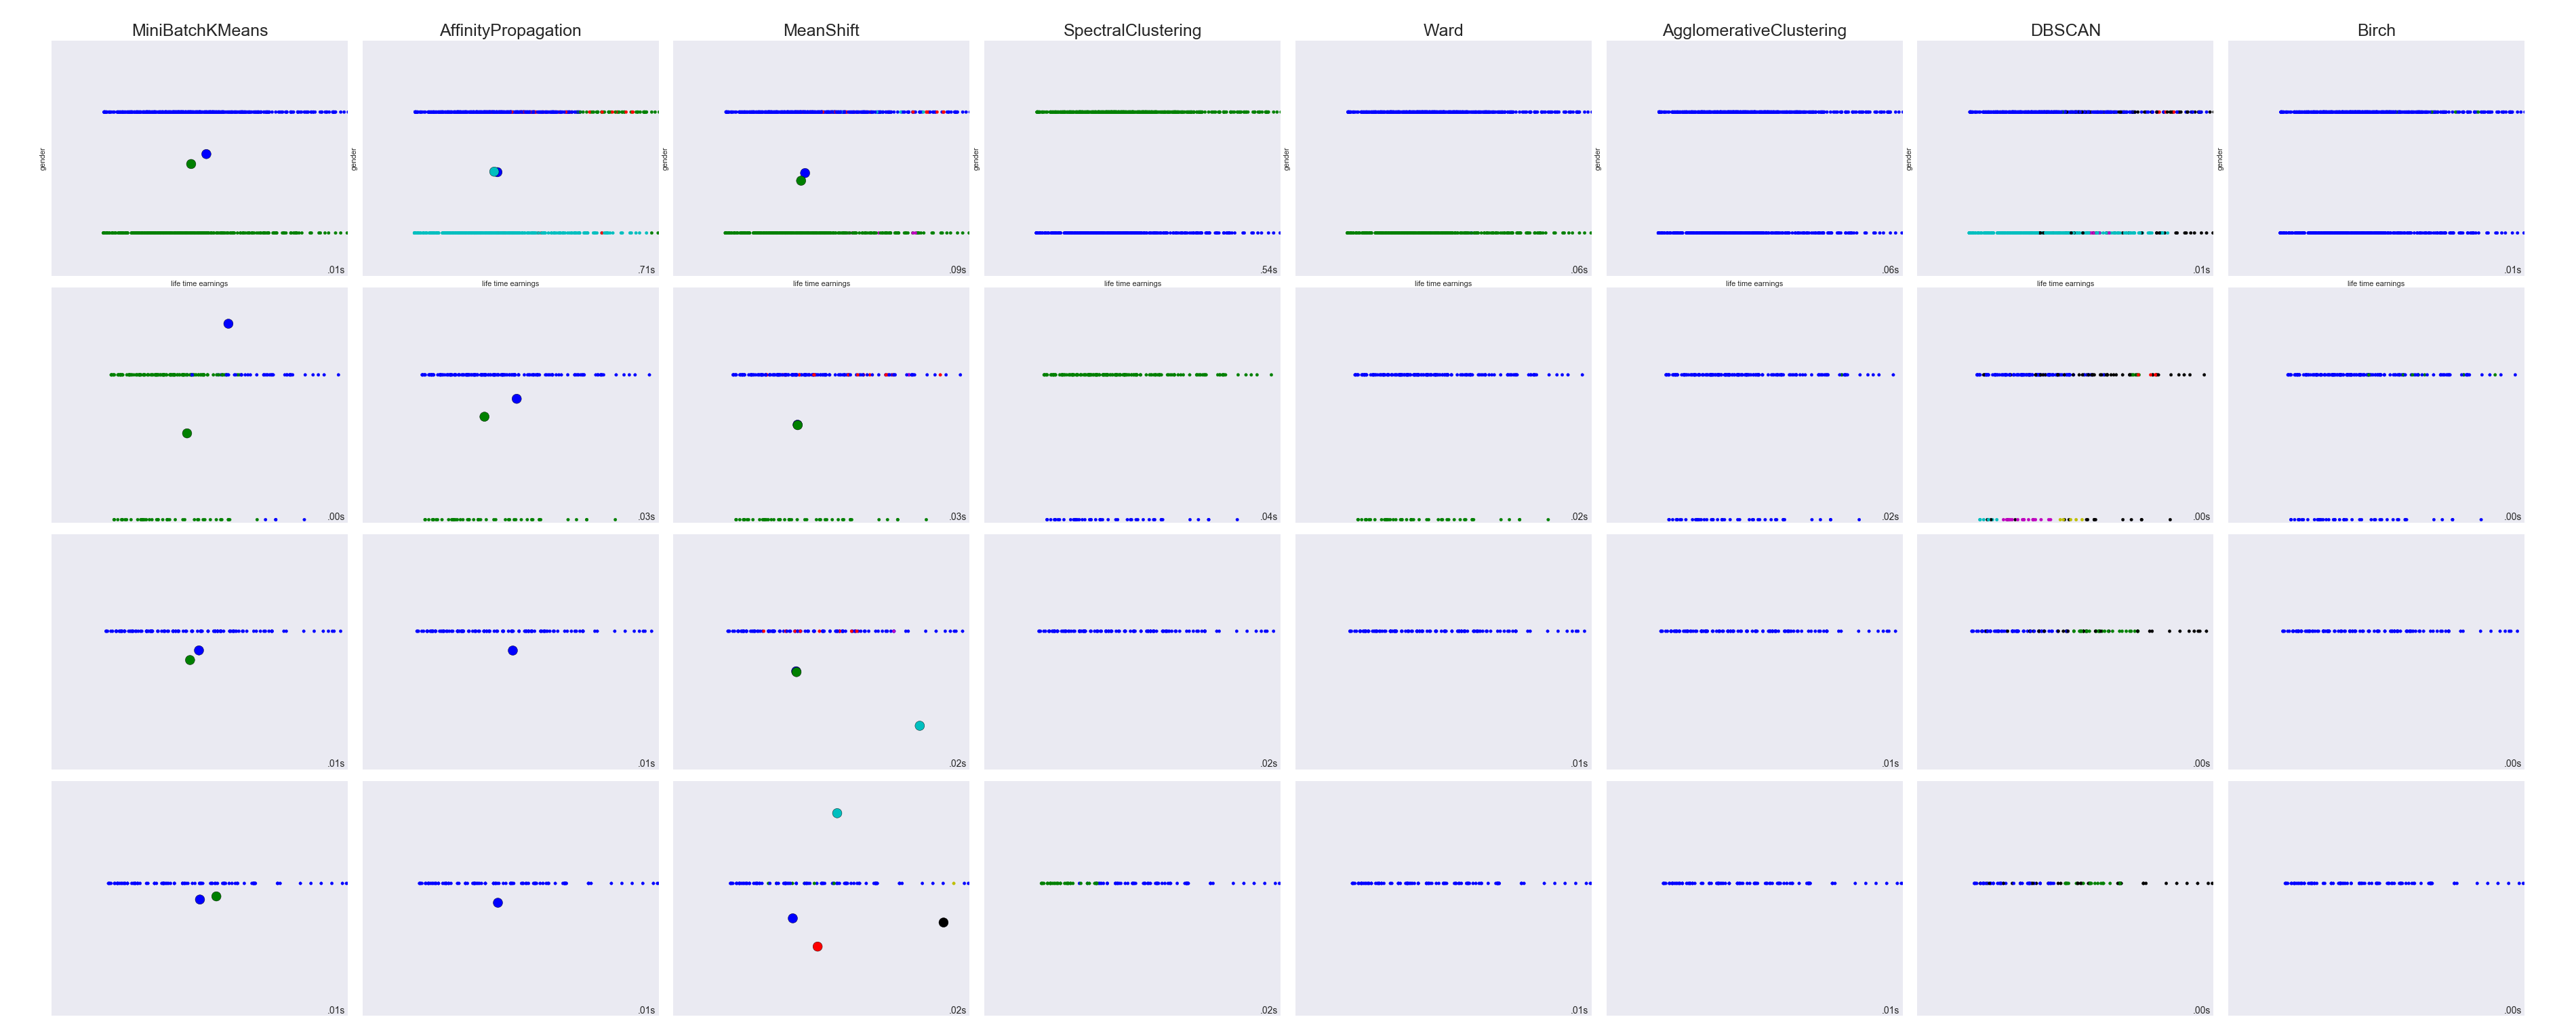 MiniBatchKMeans AffinityPropagation MeanShift SpectralClustering Ward AgglomerativeClustering DBSCAN Birch
gender gender gender gender gender gender gender gender
.01s .71s .09s .54s .06s .06s .01s .01s
life time earnings life time earnings life time earnings life time earnings life time earnings life time earnings life time earnings life time earnings
.00s .03s .03s .04s .02s .02s .00s .00s
.01s .01s .02s .02s .01s .01s .00s .00s
.01s .01s .02s .02s .01s .01s .00s .00s